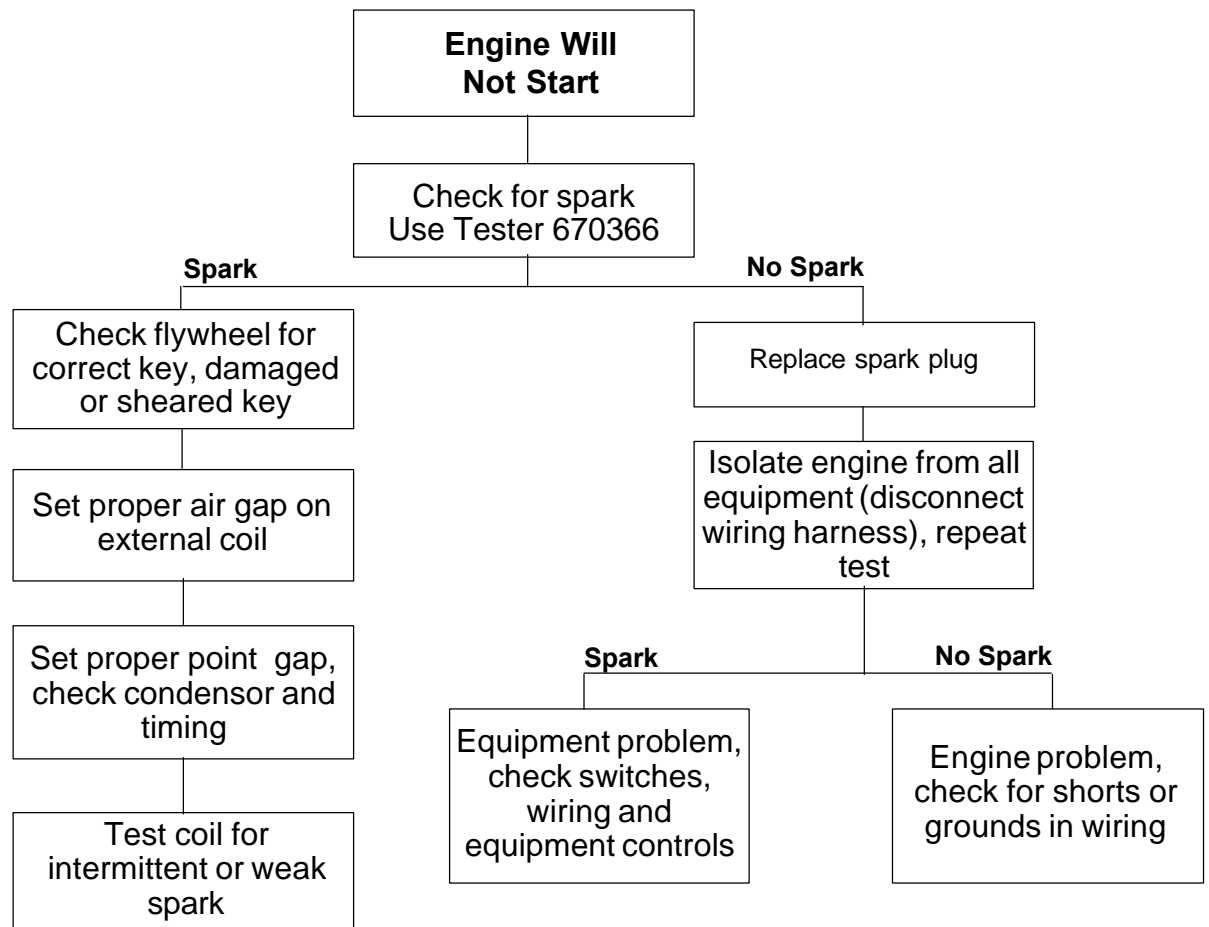 Engine Will
Not Start
Check for spark
Use Tester 670366
Spark
No Spark
Check flywheel for
correct key, damaged
or sheared key
Replace spark plug
Set proper air gap on
external coil
Isolate engine from all
equipment (disconnect
wiring harness), repeat
test
Set proper point gap,
check condensor and
timing
Spark
No Spark
Equipment problem,
check switches,
wiring and
equipment controls
Engine problem,
check for shorts or
grounds in wiring
Test coil for
intermittent or weak
spark